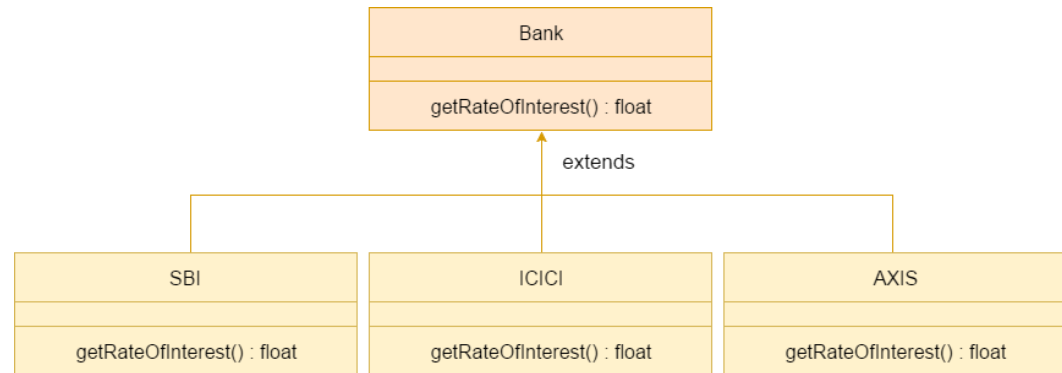 Bank
getRateOfInterest() : float
extends
SBI
ICICI
AXIS
getRateOfInterest() : float
getRateOfInterest() : float
getRateOfInterest() : float